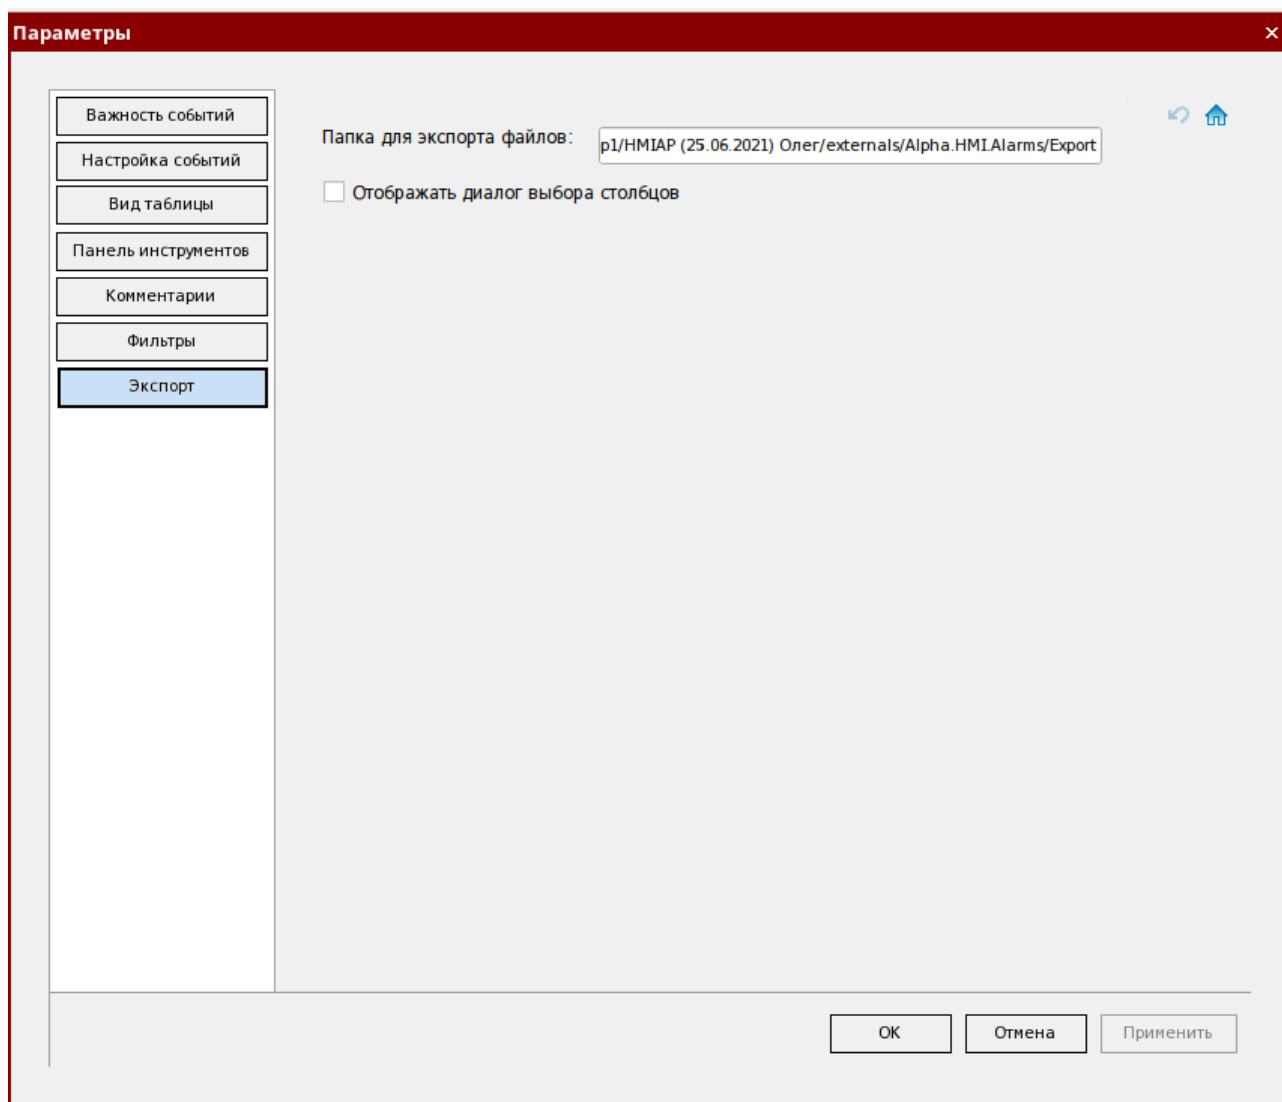 Параметры
Важность событий
Настройка событий
Вид таблицы
Панель инструментов
Комментарии
Фильтры
Экспорт
Папка для экспорта файлов:
p1/HMIAP (25.06.2021) Олег/externals/Alpha.HMI.Alarms/Export
Отображать диалог выбора столбцов
OK
Отмена
Применить